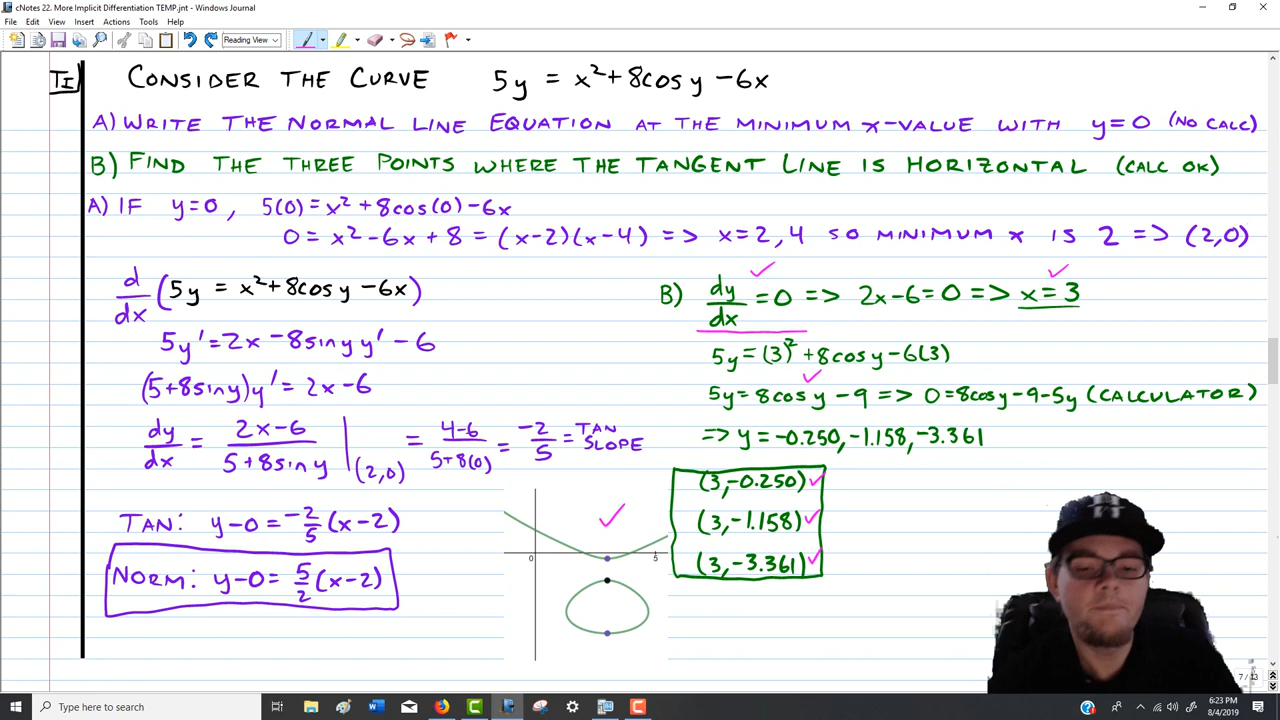 cNotes 22. More Implicit Differentiation TEMP.jnt - Windows Journal
File Edit View Insert Actions Tools Help
Reading View
II CONSIDER THE CURVE 5y = x² + 8cos y - 6x
A) WRITE THE NORMAL LINE EQUATION AT THE MINIMUM x-VALUE WITH y=0 (NO CALC)
B) FIND THE THREE POINTS WHERE THE TANGENT LINE IS HORIZONTAL (CALC OK)
A) IF y=0, 5(0) = x² + 8cos(0) - 6x
0 = x² - 6x + 8 = (x-2)(x-4) => x = 2, 4 SO MINIMUM x IS 2 => (2,0)
d/dx (5y = x² + 8cos y - 6x)
5y' = 2x - 8sin y y' - 6
(5+8sin y)y' = 2x - 6
dy/dx = 2x-6 / 5+8sin y |(2,0) = 4-6 / 5+8(0) = -2/5 = TAN SLOPE
TAN: y-0 = -2/5 (x-2)
NORM: y-0 = 5/2 (x-2)
0 5
B) dy/dx = 0 => 2x-6=0 => x=3
5y = (3)² + 8cos y - 6(3)
5y = 8cos y - 9 => 0 = 8cos y - 9 - 5y (CALCULATOR)
=> y = -0.250, -1.158, -3.361
(3, -0.250)
(3, -1.158)
(3, -3.361)
7 / 13
Type here to search
6:23 PM
8/4/2019